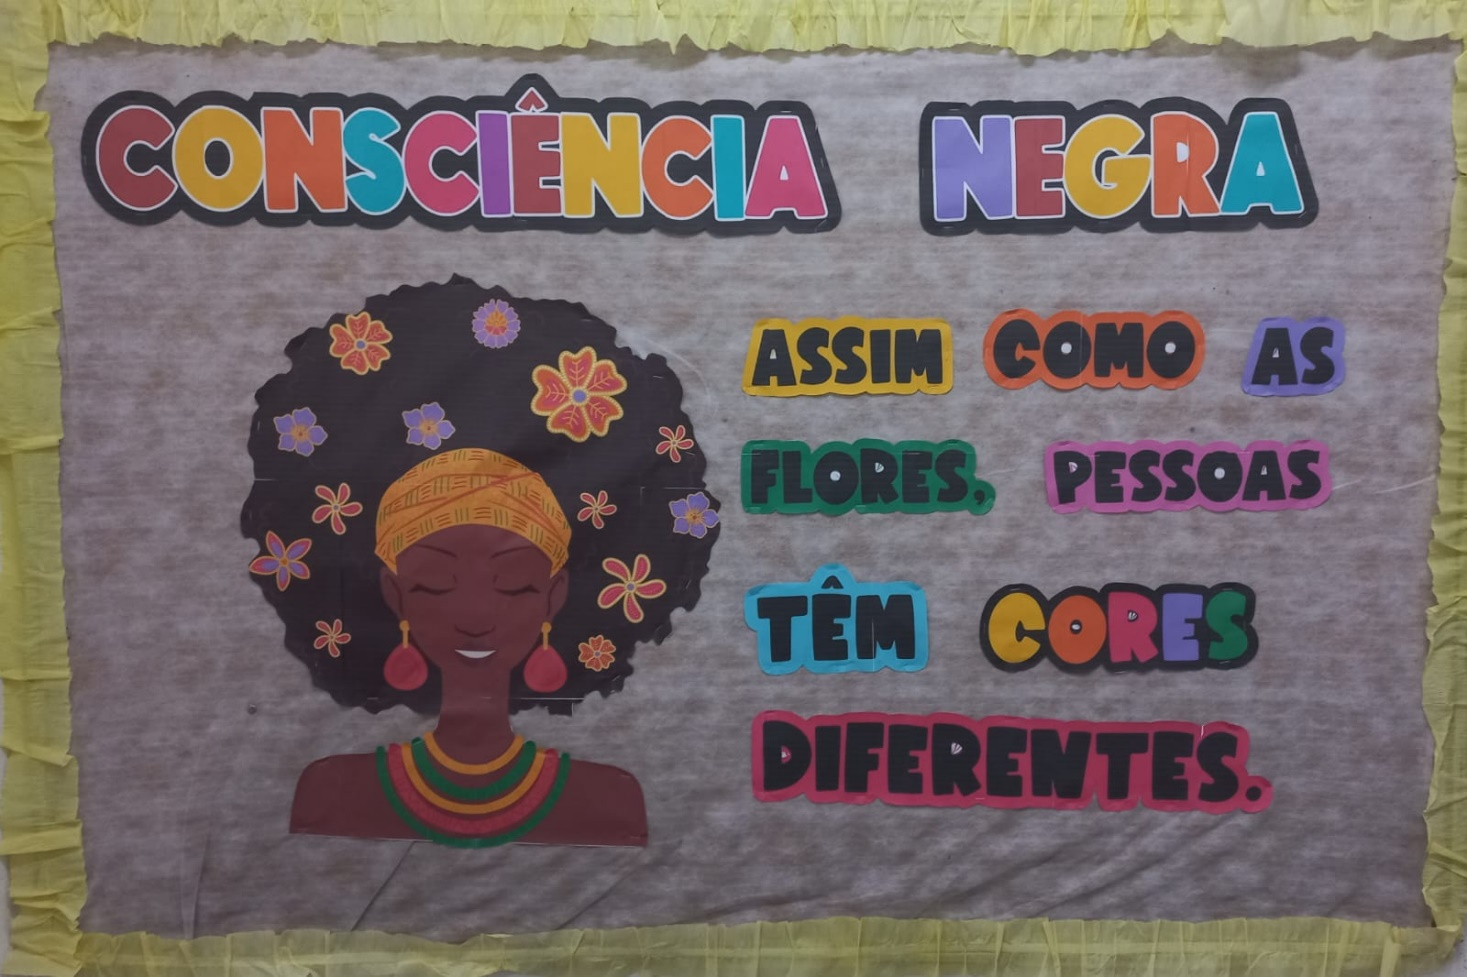 CONSCIÊNCIA NEGRA
ASSIM COMO AS
FLORES, PESSOAS
TÊM CORES
DIFERENTES.